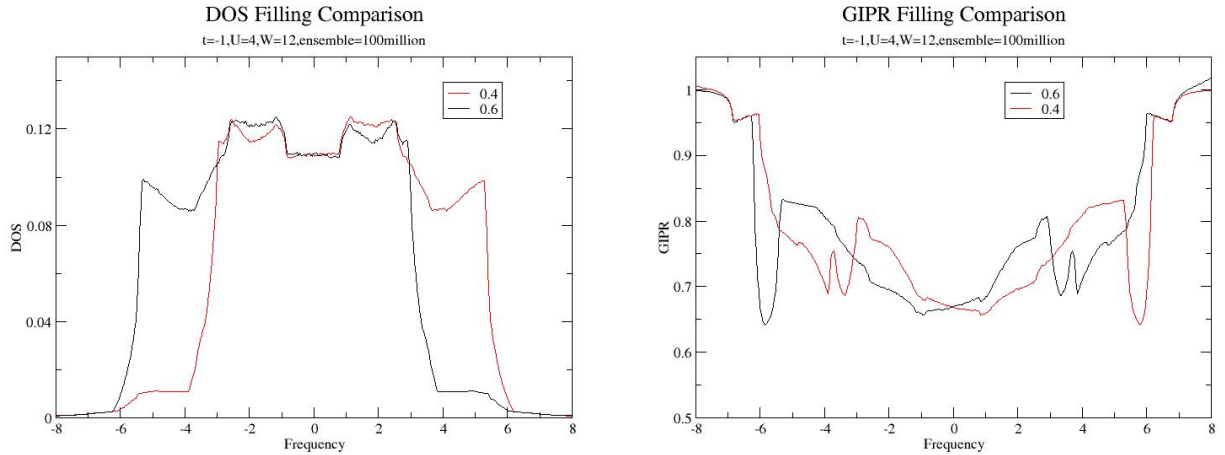 DOS Filling Comparison
t=-1,U=4,W=12,ensemble=100million
0.4
0.6
DOS
0.12
0.08
0.04
0
-8 -6 -4 -2 0 2 4 6 8
Frequency
GIPR Filling Comparison
t=-1,U=4,W=12,ensemble=100million
0.6
0.4
GIPR
1
0.9
0.8
0.7
0.6
0.5
-8 -6 -4 -2 0 2 4 6 8
Frequency